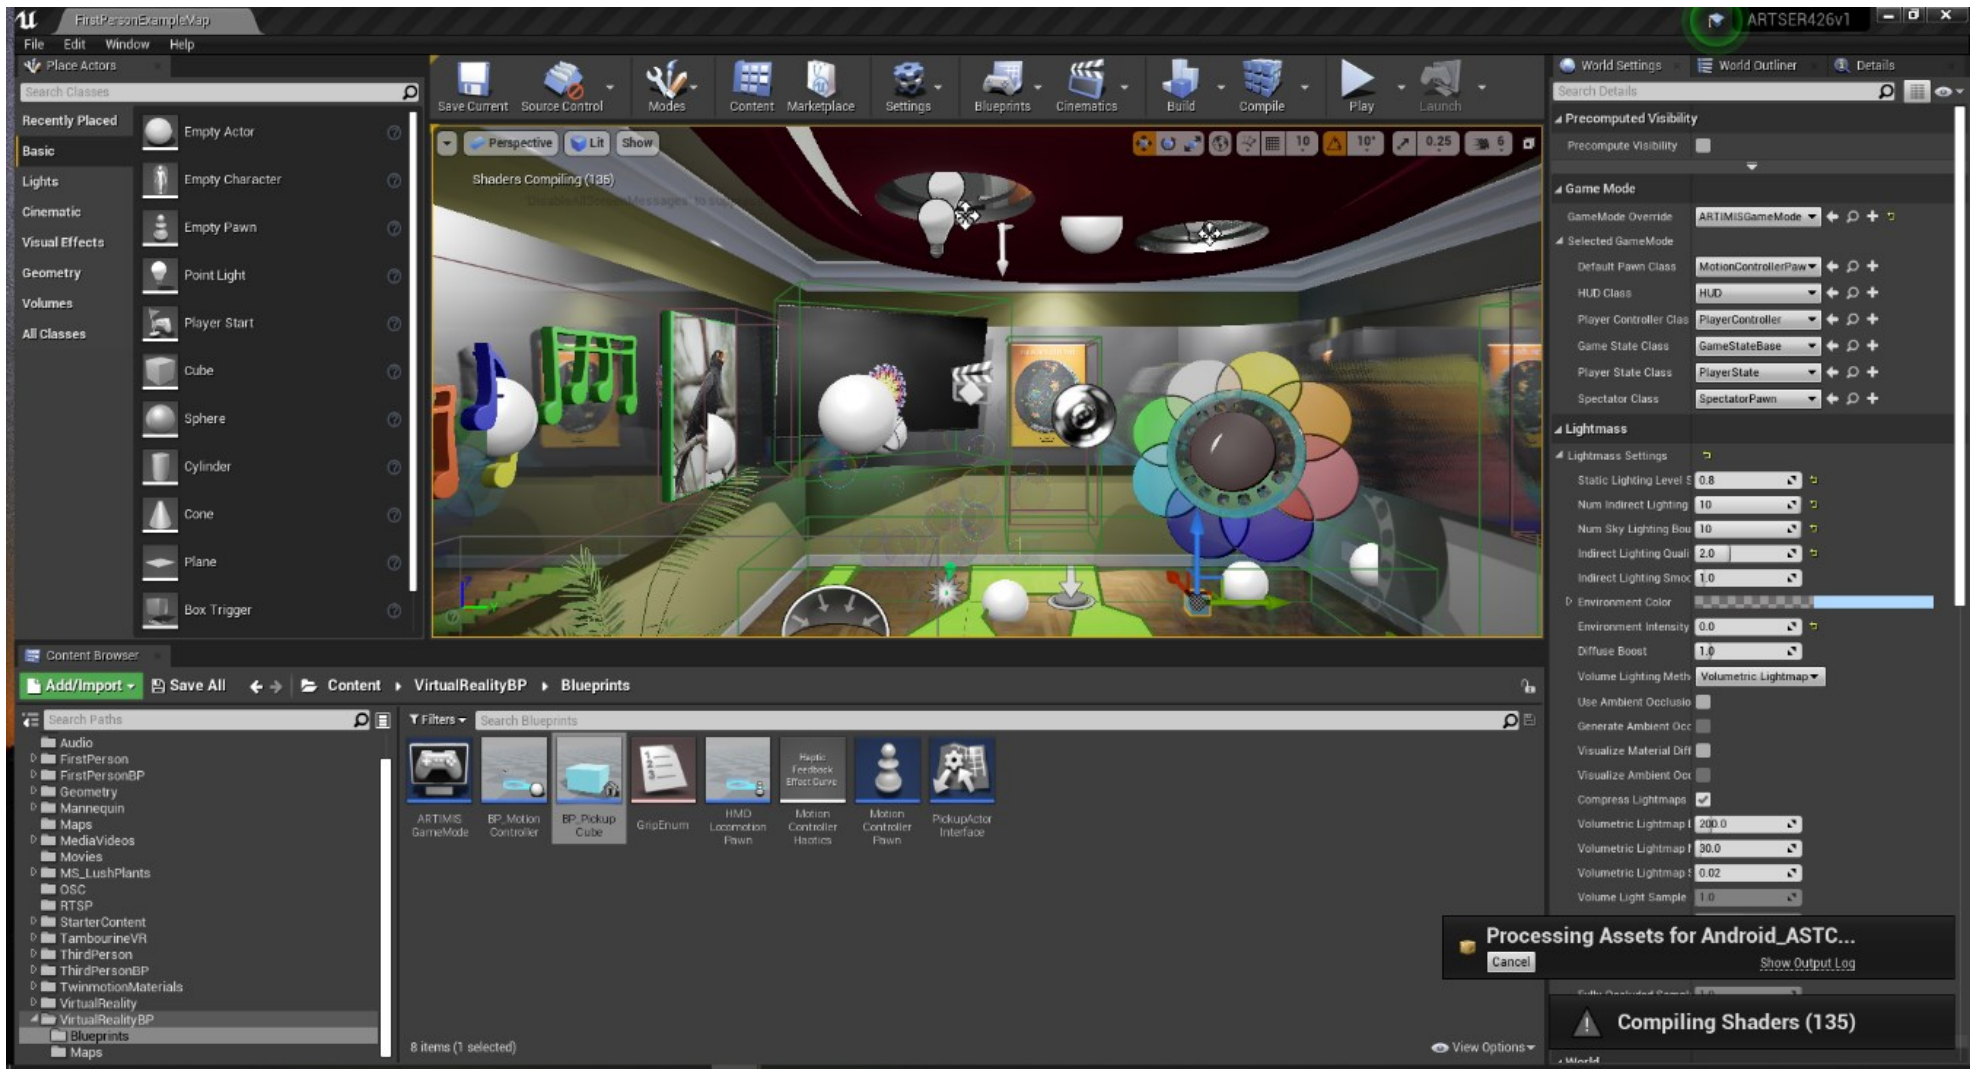 FirstPersonExampleMap
ARTSER426v1
File Edit Window Help
Place Actors
Search Classes
Recently Placed
Basic
Lights
Cinematic
Visual Effects
Geometry
Volumes
All Classes
Empty Actor
Empty Character
Empty Pawn
Point Light
Player Start
Cube
Sphere
Cylinder
Cone
Plane
Box Trigger
Save Current Source Control Modes Content Marketplace Settings Blueprints Cinematics Build Compile Play Launch
Perspective Lit Show
10 10° 0.25 6
Shaders Compiling (135)
DisableAllScreenMessages' to
World Settings World Outliner Details
Search Details
Precomputed Visibility
Precompute Visibility
Game Mode
GameMode Override ARTIMISGameMode
Selected GameMode
Default Pawn Class MotionControllerPaw
HUD Class HUD
Player Controller Clas PlayerController
Game State Class GameStateBase
Player State Class PlayerState
Spectator Class SpectatorPawn
Lightmass
Lightmass Settings
Static Lighting Level S 0.8
Num Indirect Lighting 10
Num Sky Lighting Bou 10
Indirect Lighting Quali 2.0
Indirect Lighting Smoc 1.0
Environment Color
Environment Intensity 0.0
Diffuse Boost 1.0
Volume Lighting Meth Volumetric Lightmap
Use Ambient Occlusio
Generate Ambient Occ
Visualize Material Diff
Visualize Ambient Occ
Compress Lightmaps
Volumetric Lightmap 200.0
Volumetric Lightmap 30.0
Volumetric Lightmap 0.02
Volume Light Sample 1.0
Processing Assets for Android_ASTC...
Cancel Show Output Log
Compiling Shaders (135)
World
Content Browser
Add/Import Save All Content VirtualRealityBP Blueprints
Search Paths
Filters Search Blueprints
Audio
FirstPerson
FirstPersonBP
Geometry
Mannequin
Maps
MediaVideos
Movies
MS_LushPlants
OSC
RTSP
StarterContent
TambourineVR
ThirdPerson
ThirdPersonBP
TwinmotionMaterials
VirtualReality
VirtualRealityBP
Blueprints
Maps
Haptic
Feedback
Effect Curve
ARTIMIS
GameMode
BP_Motion
Controller
BP_Pickup
Cube
GripEnum
HMD
Locomotion
Pawn
Motion
Controller
Haptics
Motion
Controller
Pawn
PickupActor
Interface
8 items (1 selected)
View Options